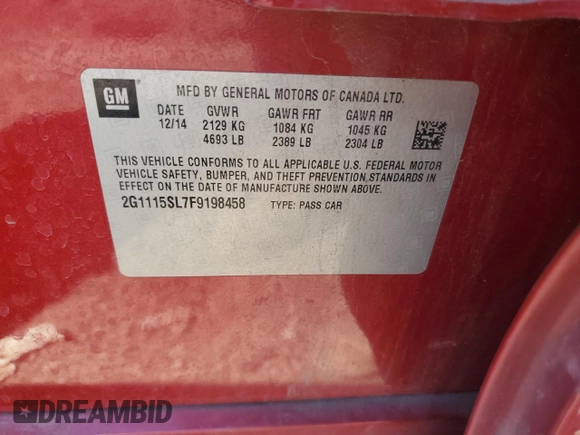 GM
MFD BY GENERAL MOTORS OF CANADA LTD.
DATE GVWR GAWR FRT GAWR RR
12/14 2129 KG 1084 KG 1045 KG
4693 LB 2389 LB 2304 LB
THIS VEHICLE CONFORMS TO ALL APPLICABLE U.S. FEDERAL MOTOR
VEHICLE SAFETY, BUMPER, AND THEFT PREVENTION STANDARDS IN
EFFECT ON THE DATE OF MANUFACTURE SHOWN ABOVE.
2G1115SL7F9198458 TYPE: PASS CAR
DREAMBID